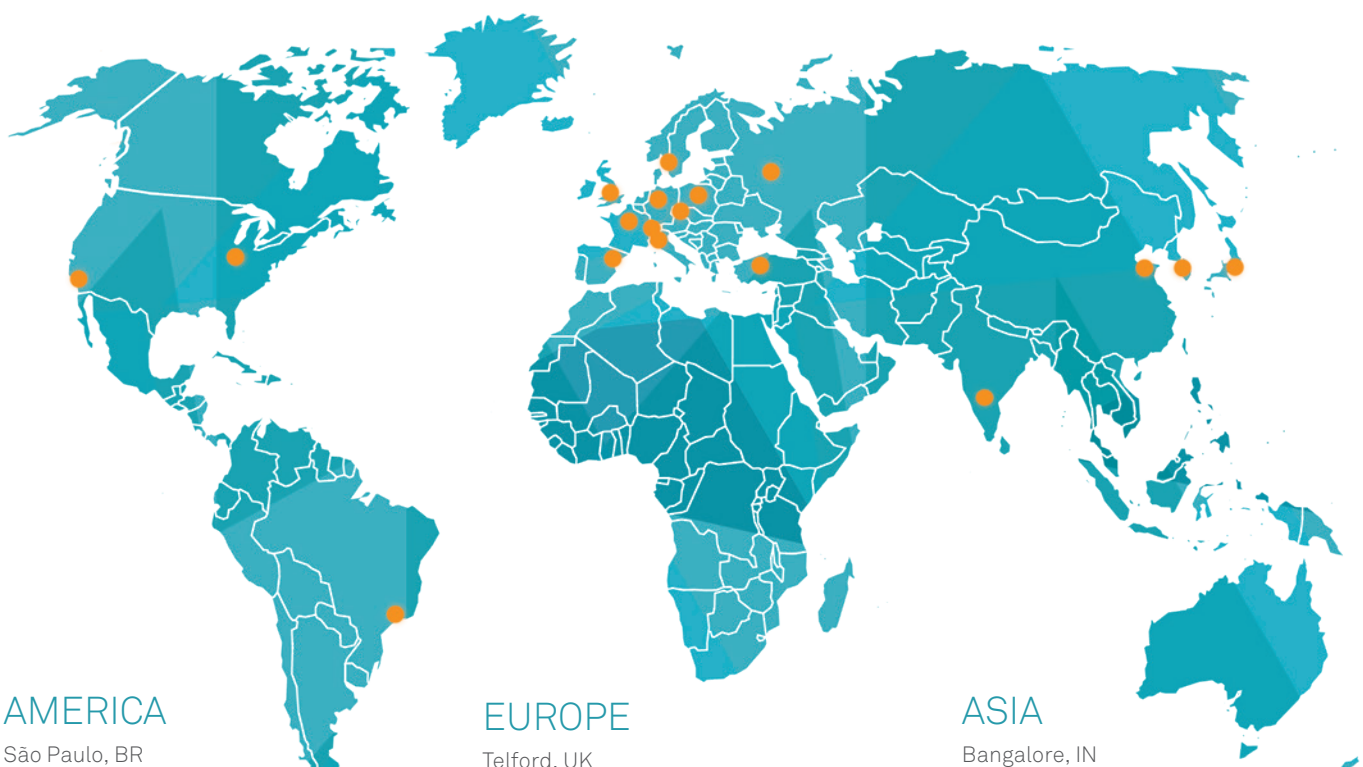 AMERICA
São Paulo, BR
EUROPE
Telford, UK
ASIA
Bangalore, IN